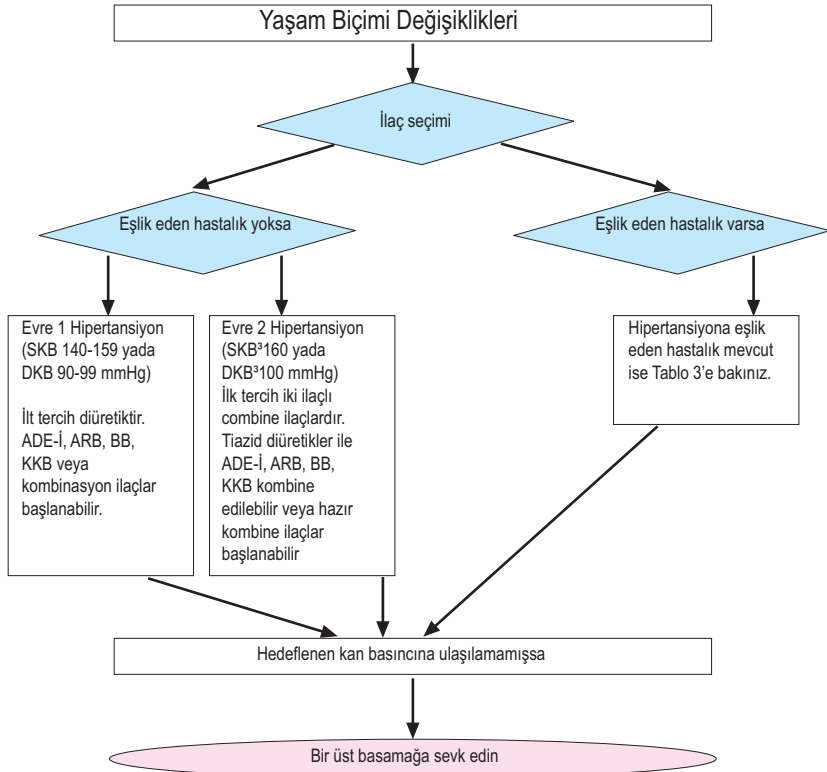 Yaşam Biçimi Değişiklikleri
İlaç seçimi
Eşlik eden hastalık yoksa
Eşlik eden hastalık varsa
Evre 1 Hipertansiyon
(SKB 140-159 yada
DKB 90-99 mmHg)
İlt tercih diüretiktir.
ADE-İ, ARB, BB,
KKB veya
kombinasyon ilaçlar
başlanabilir.
Evre 2 Hipertansiyon
(SKB³160 yada
DKB³100 mmHg)
İlk tercih iki ilaçlı
combine ilaçlardır.
Tiazid diüretikler ile
ADE-İ, ARB, BB,
KKB kombine
edilebilir veya hazır
kombine ilaçlar
başlanabilir
Hipertansiyona eşlik
eden hastalık mevcut
ise Tablo 3'e bakınız.
Hedeflenen kan basıncına ulaşılamamışsa
Bir üst basamağa sevk edin